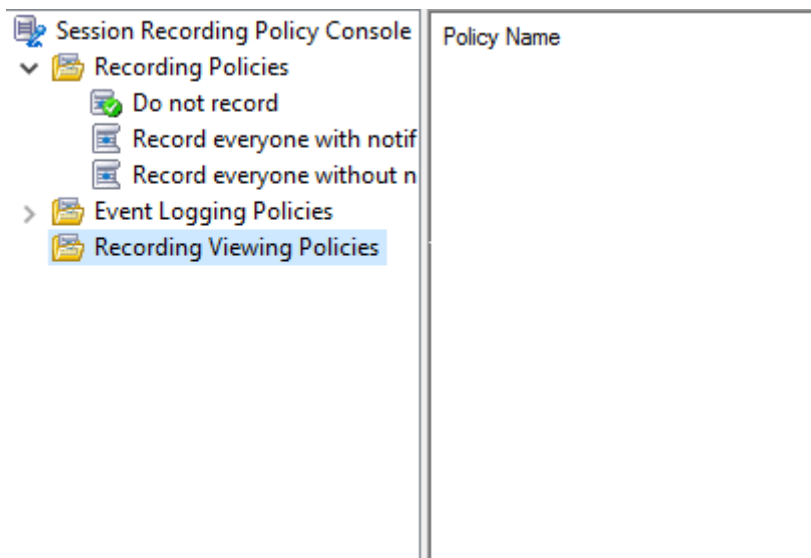 Session Recording Policy Console
Policy Name
Recording Policies
Do not record
Record everyone with notif
Record everyone without n
Event Logging Policies
Recording Viewing Policies